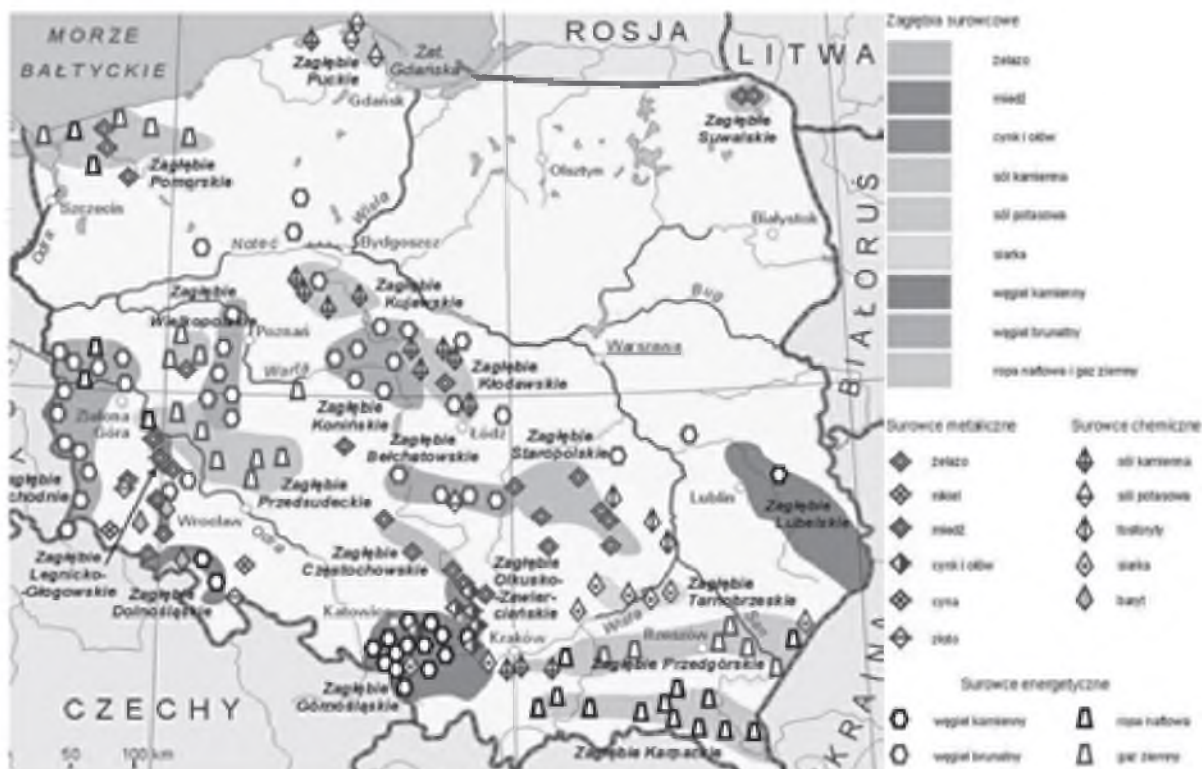 MORZE
BAŁTYCKIE
ROSJA
LITWA
BIAŁORUŚ
UKRAINA
CZECHY
Zat.
Gdańska
Zagłębie
Puckie
Gdańsk
Zagłębie
Suwalskie
Zagłębie
Pomorskie
Szczecin
Odra
Olsztyn
Białystok
Wisła
Noteć
Bydgoszcz
Zagłębie
Kujawskie
Bug
Zagłębie
Wielkopolskie
Poznań
Warszawa
Warta
Zagłębie
Kłodawskie
Zielona
Góra
Zagłębie
Konińskie
Łódź
Zagłębie
Bełchatowskie
Zagłębie
Staropolskie
Zagłębie
Przedsudeckie
Lublin
Zagłębie
Lubelskie
Wrocław
Odra
Zagłębie
Legnicko-
-Głogowskie
Zagłębie
Dolnośląskie
Zagłębie
Częstochowskie
Zagłębie
Olkusko-
-Zawier-
ciańskie
Zagłębie
Tarnobrzeskie
Katowice
Kraków
Wisła
San
Rzeszów
Zagłębie Przedgórskie
Zagłębie
Górnośląskie
Zagłębie Karpackie
50 100 km
Zagłębia surowcowe
żelazo
miedź
cynk i ołów
sól kamienna
sól potasowa
siarka
węgiel kamienny
węgiel brunatny
ropa naftowa i gaz ziemny
Surowce metaliczne
żelazo
nikiel
miedź
cynk i ołów
cyna
złoto
Surowce chemiczne
sól kamienna
sól potasowa
fosforyty
siarka
baryt
Surowce energetyczne
węgiel kamienny
węgiel brunatny
ropa naftowa
gaz ziemny